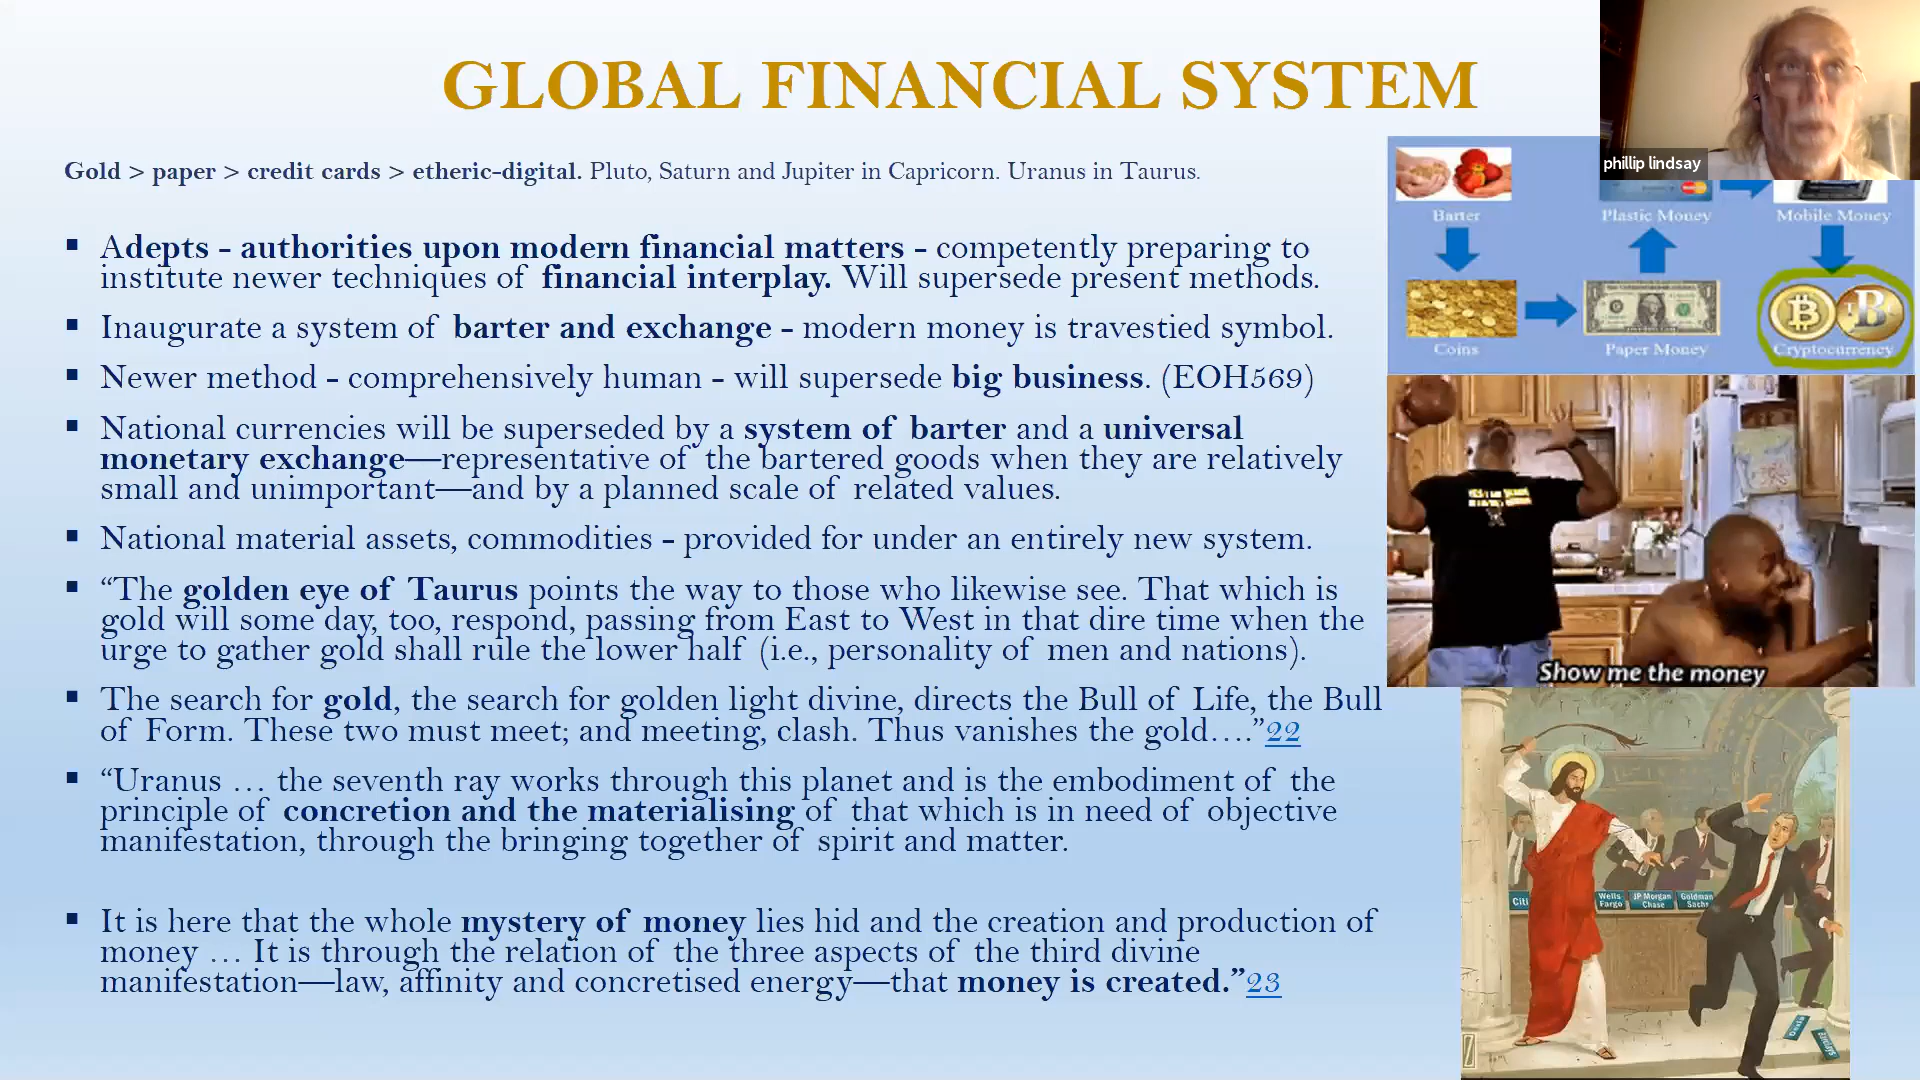 GLOBAL FINANCIAL SYSTEM
phillip lindsay
Gold > paper > credit cards > etheric-digital. Pluto, Saturn and Jupiter in Capricorn. Uranus in Taurus.
Adepts - authorities upon modern financial matters - competently preparing to
institute newer techniques of financial interplay. Will supersede present methods.
Inaugurate a system of barter and exchange - modern money is travestied symbol.
Newer method - comprehensively human - will supersede big business. (EOH569)
National currencies will be superseded by a system of barter and a universal
monetary exchange—representative of the bartered goods when they are relatively
small and unimportant—and by a planned scale of related values.
National material assets, commodities - provided for under an entirely new system.
“The golden eye of Taurus points the way to those who likewise see. That which is
gold will some day, too, respond, passing from East to West in that dire time when the
urge to gather gold shall rule the lower half (i.e., personality of men and nations).
The search for gold, the search for golden light divine, directs the Bull of Life, the Bull
of Form. These two must meet; and meeting, clash. Thus vanishes the gold….”22
“Uranus … the seventh ray works through this planet and is the embodiment of the
principle of concretion and the materialising of that which is in need of objective
manifestation, through the bringing together of spirit and matter.
It is here that the whole mystery of money lies hid and the creation and production of
money … It is through the relation of the three aspects of the third divine
manifestation—law, affinity and concretised energy—that money is created.”23
Barter
Plastic Money
Mobile Money
Coins
Paper Money
Cryptocurrency
Show me the money
Citi
Wells
Fargo
JP Morgan
Chase
Goldman
Sachs